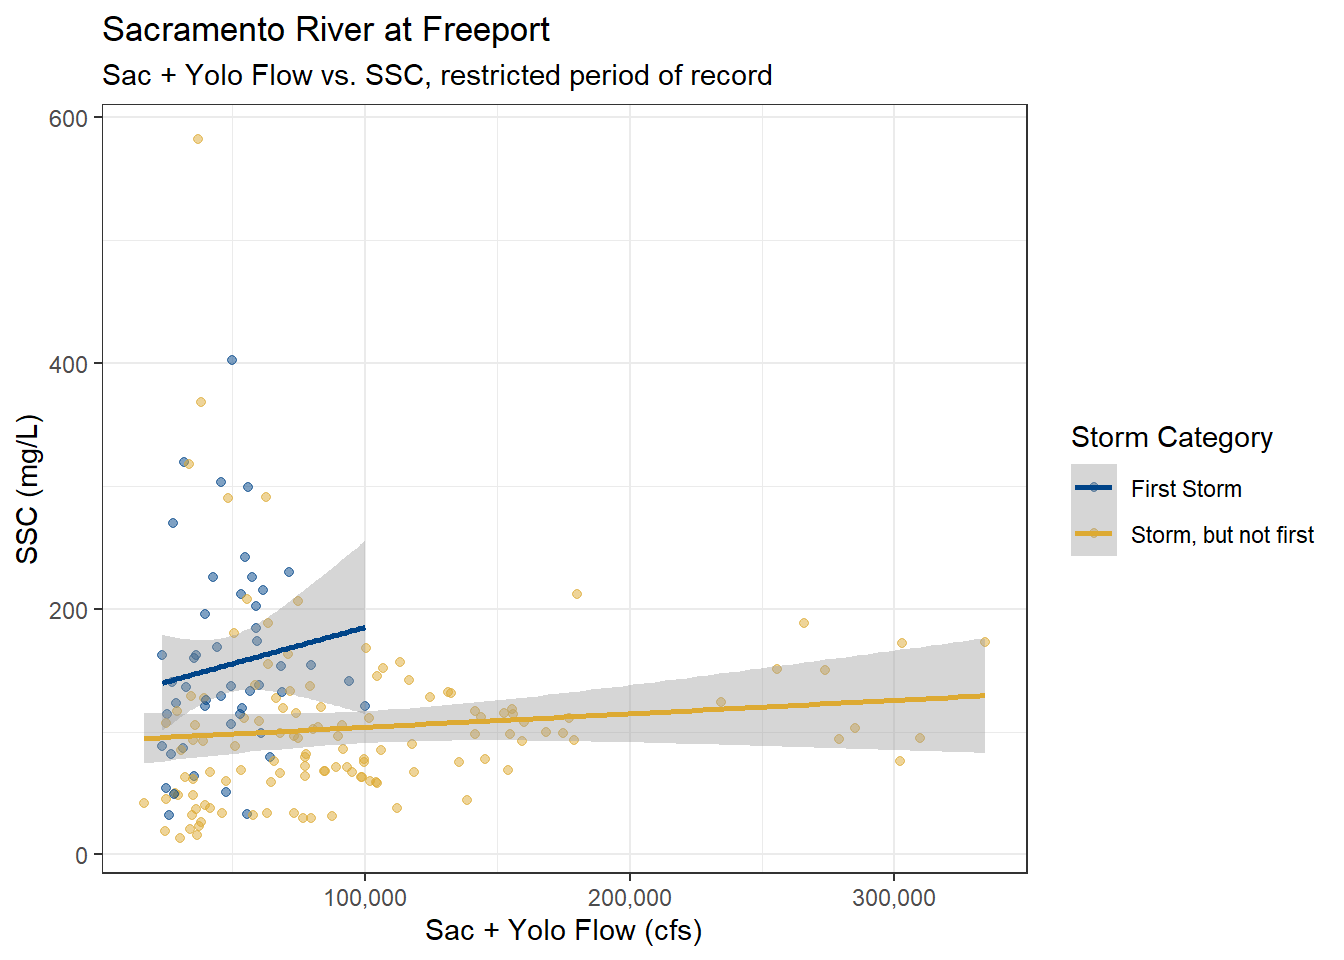 Sacramento River at Freeport
Sac + Yolo Flow vs. SSC, restricted period of record
600
400
200
0
SSC (mg/L)
100,000
200,000
300,000
Sac + Yolo Flow (cfs)
Storm Category
First Storm
Storm, but not first